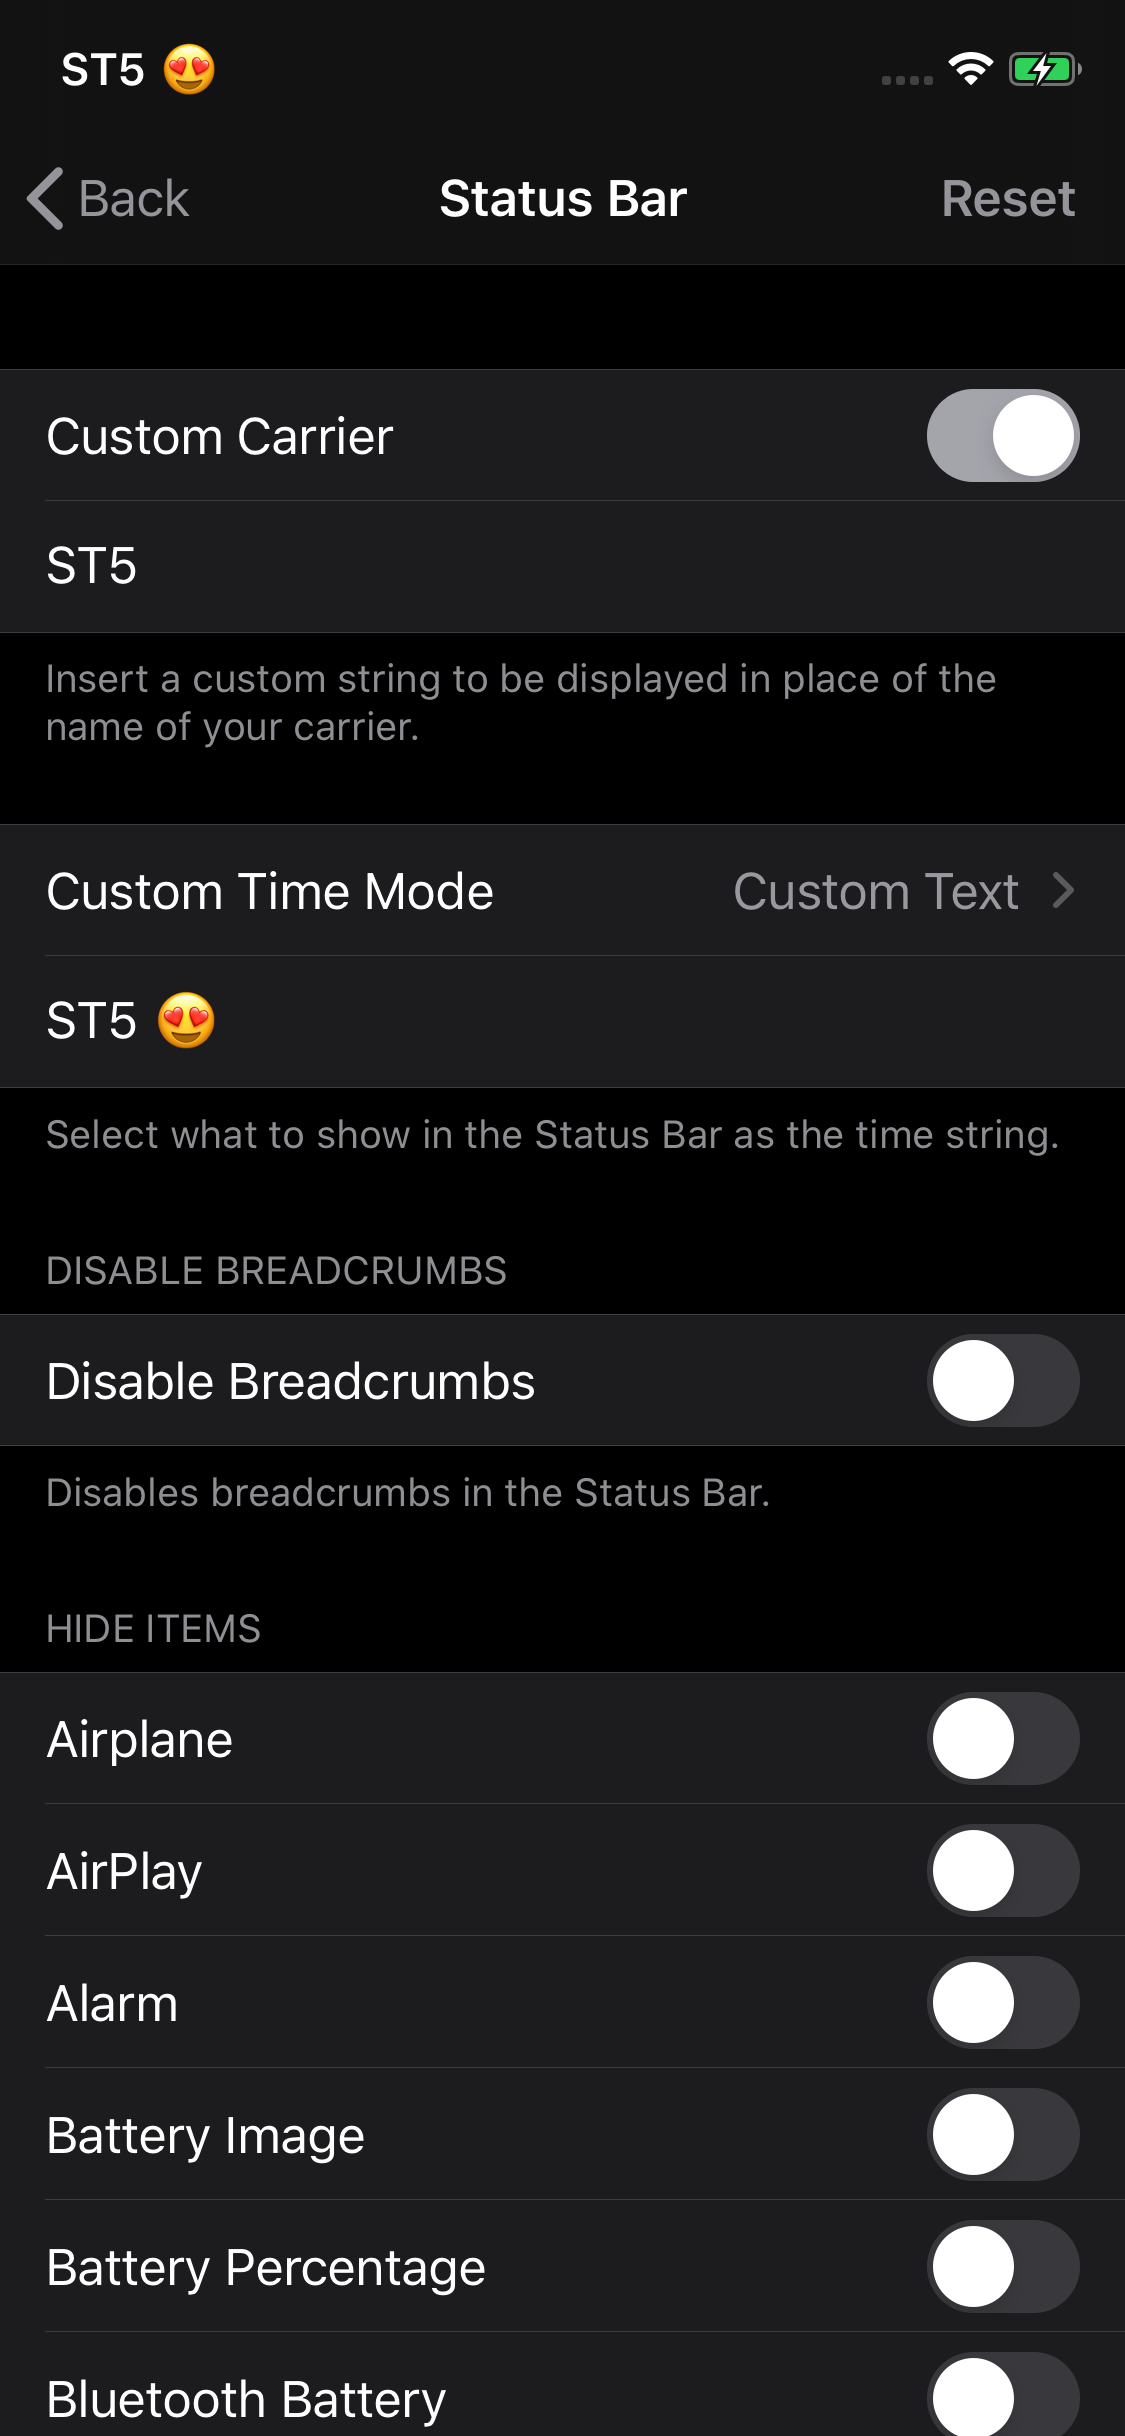 ST5 😍
Back
Status Bar
Reset
Custom Carrier
ST5
Insert a custom string to be displayed in place of the
name of your carrier.
Custom Time Mode
Custom Text
ST5 😍
Select what to show in the Status Bar as the time string.
DISABLE BREADCRUMBS
Disable Breadcrumbs
Disables breadcrumbs in the Status Bar.
HIDE ITEMS
Airplane
AirPlay
Alarm
Battery Image
Battery Percentage
Bluetooth Battery